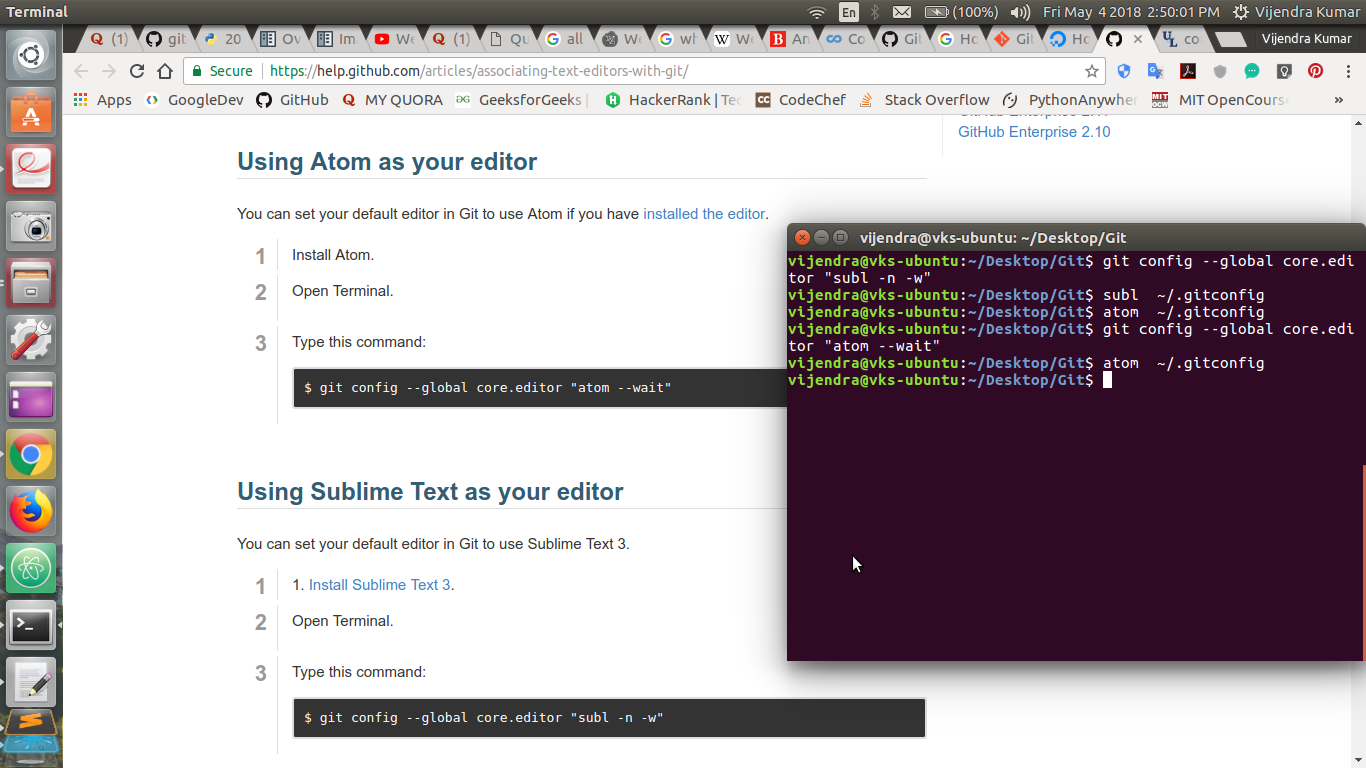 Terminal
En
(100%)
Fri May 4 2018 2:50:01 PM
Vijendra Kumar
Q (1)
git
20
Ov
Im
We
Q (1)
Qu
all
We
wh
We
An
Co
Git
Ho
Git
Ho
co
Vijendra Kumar
Secure
https://help.github.com/articles/associating-text-editors-with-git/
Apps
GoogleDev
GitHub
MY QUORA
GeeksforGeeks |
HackerRank | Tec
CodeChef
Stack Overflow
PythonAnywher
MIT OpenCours
»
GitHub Enterprise 2.10
Using Atom as your editor
You can set your default editor in Git to use Atom if you have installed the editor.
1 Install Atom.
2 Open Terminal.
3 Type this command:
$ git config --global core.editor "atom --wait"
Using Sublime Text as your editor
You can set your default editor in Git to use Sublime Text 3.
1 1. Install Sublime Text 3.
2 Open Terminal.
3 Type this command:
$ git config --global core.editor "subl -n -w"
vijendra@vks-ubuntu: ~/Desktop/Git
vijendra@vks-ubuntu:~/Desktop/Git$ git config --global core.edi
tor "subl -n -w"
vijendra@vks-ubuntu:~/Desktop/Git$ subl  ~/.gitconfig
vijendra@vks-ubuntu:~/Desktop/Git$ atom  ~/.gitconfig
vijendra@vks-ubuntu:~/Desktop/Git$ git config --global core.edi
tor "atom --wait"
vijendra@vks-ubuntu:~/Desktop/Git$ atom  ~/.gitconfig
vijendra@vks-ubuntu:~/Desktop/Git$